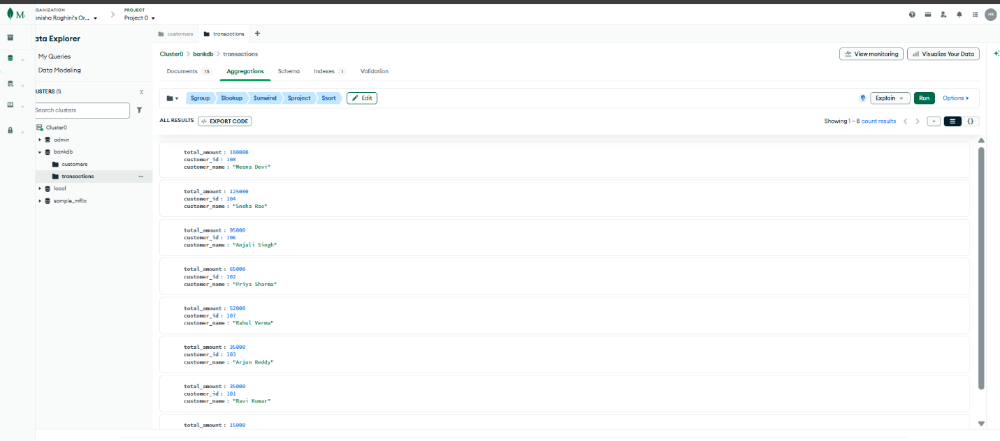 GANIZATION
onisha Raghini's Or...
PROJECT
Project 0
MK
ata Explorer
My Queries
Data Modeling
USTERS (1)
Search clusters
Cluster0
admin
bankdb
customers
transactions
local
sample_mflix
customers
transactions
Cluster0 > bankdb > transactions
View monitoring
Visualize Your Data
Documents 15 Aggregations Schema Indexes 1 Validation
$group $lookup $unwind $project $sort Edit
Explain Run Options
ALL RESULTS </> EXPORT CODE
Showing 1 – 8 count results
{}
total_amount : 180000
customer_id : 108
customer_name : "Meena Devi"
total_amount : 125000
customer_id : 104
customer_name : "Sneha Rao"
total_amount : 95000
customer_id : 106
customer_name : "Anjali Singh"
total_amount : 65000
customer_id : 102
customer_name : "Priya Sharma"
total_amount : 52000
customer_id : 107
customer_name : "Rahul Verma"
total_amount : 35000
customer_id : 103
customer_name : "Arjun Reddy"
total_amount : 35000
customer_id : 101
customer_name : "Ravi Kumar"
total_amount : 15000